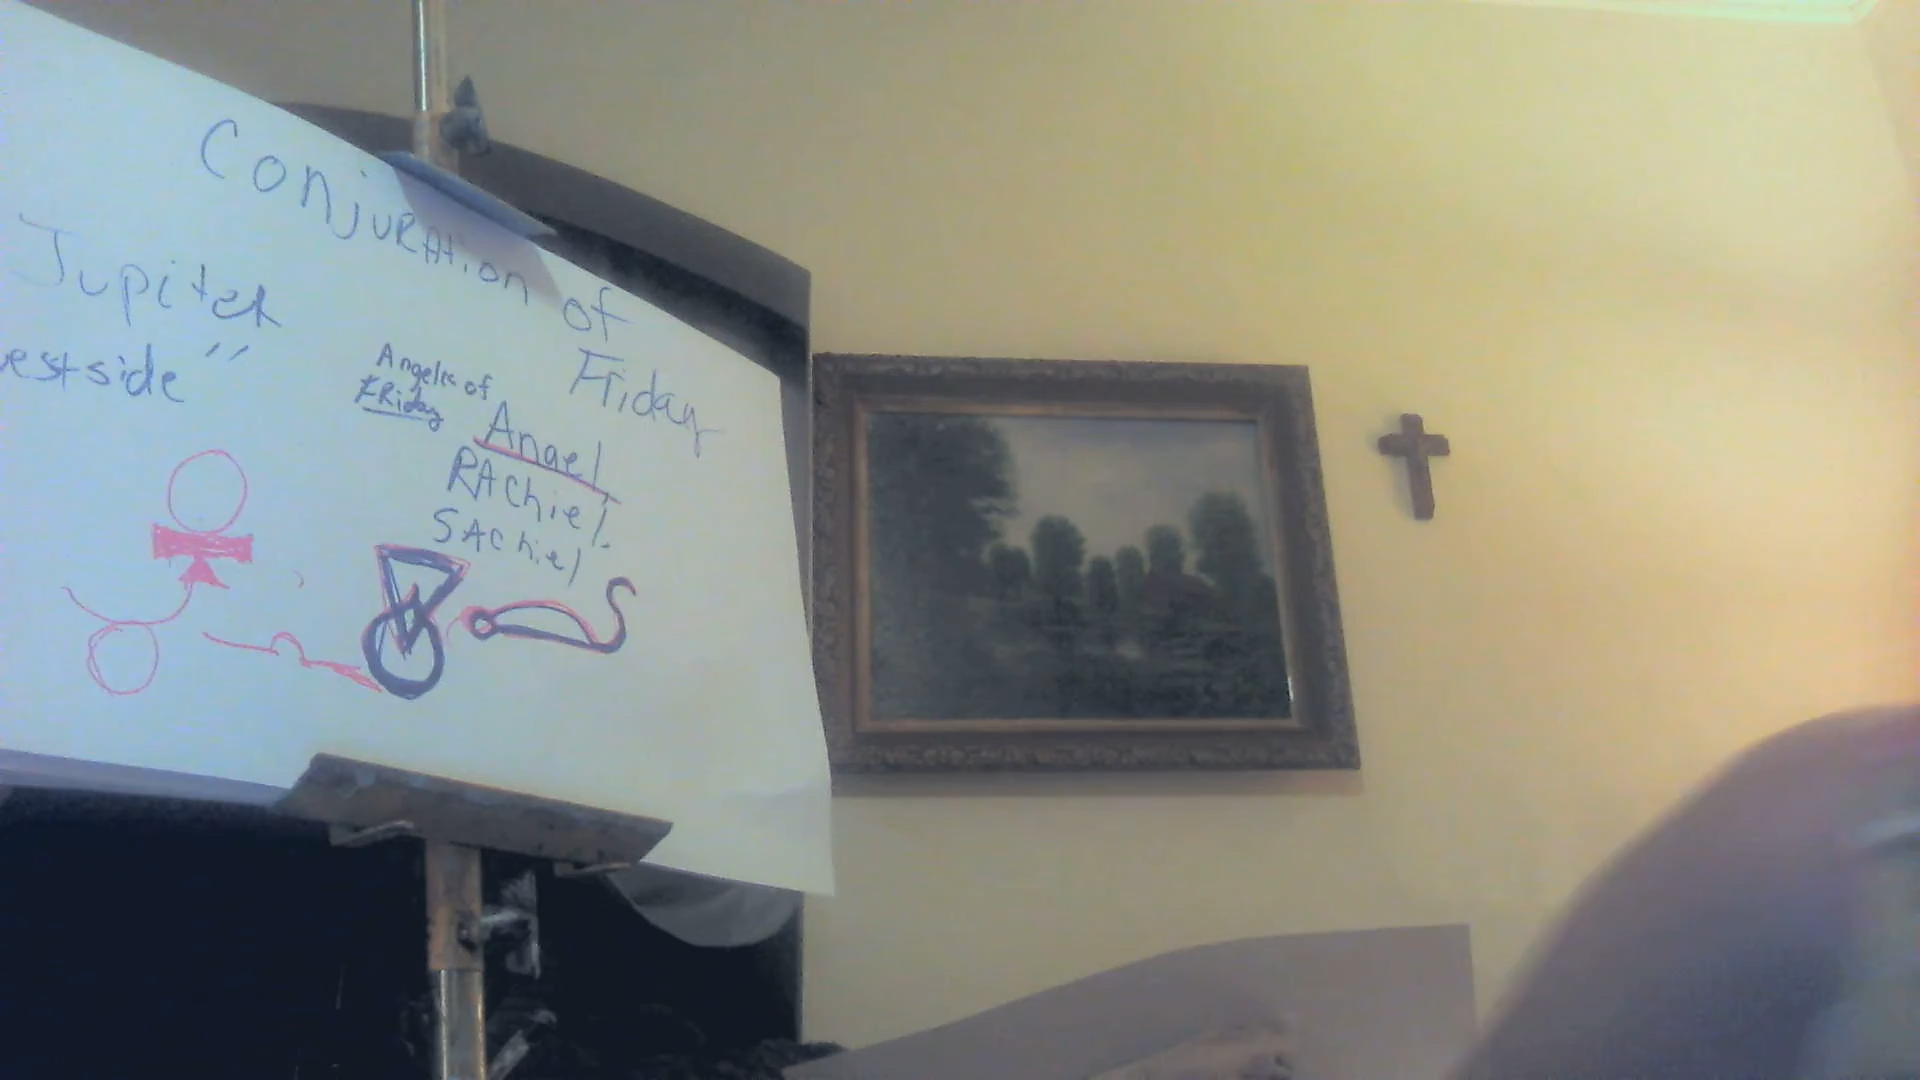 Conjuration of
Friday
Jupiter
estside"
Angels of
Friday
Anael,
RAchiel,
SAchiel